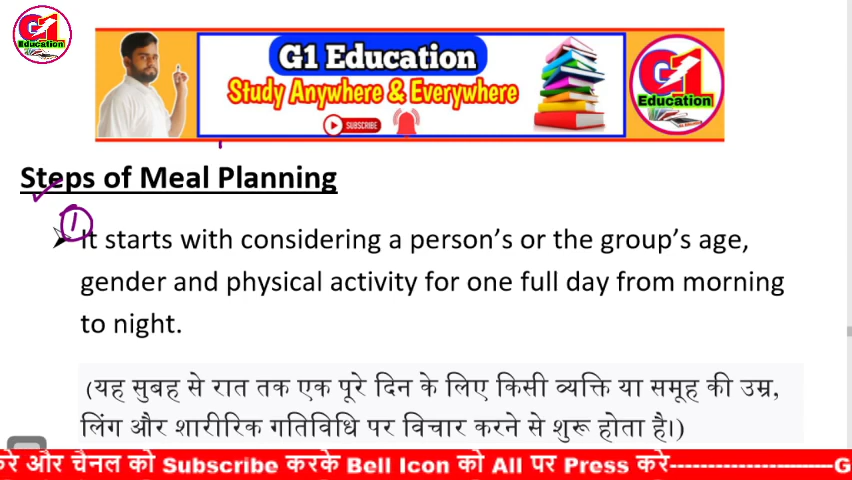 G1
Education
G1 Education
Study Anywhere & Everywhere
SUBSCRIBE
G1
Education
Steps of Meal Planning
1
It starts with considering a person's or the group's age,
gender and physical activity for one full day from morning
to night.
(यह सुबह से रात तक एक पूरे दिन के लिए किसी व्यक्ति या समूह की उम्र,
लिंग और शारीरिक गतिविधि पर विचार करने से शुरू होता है।)
करे और चैनल को Subscribe करके Bell Icon को All पर Press करे-----------------------G